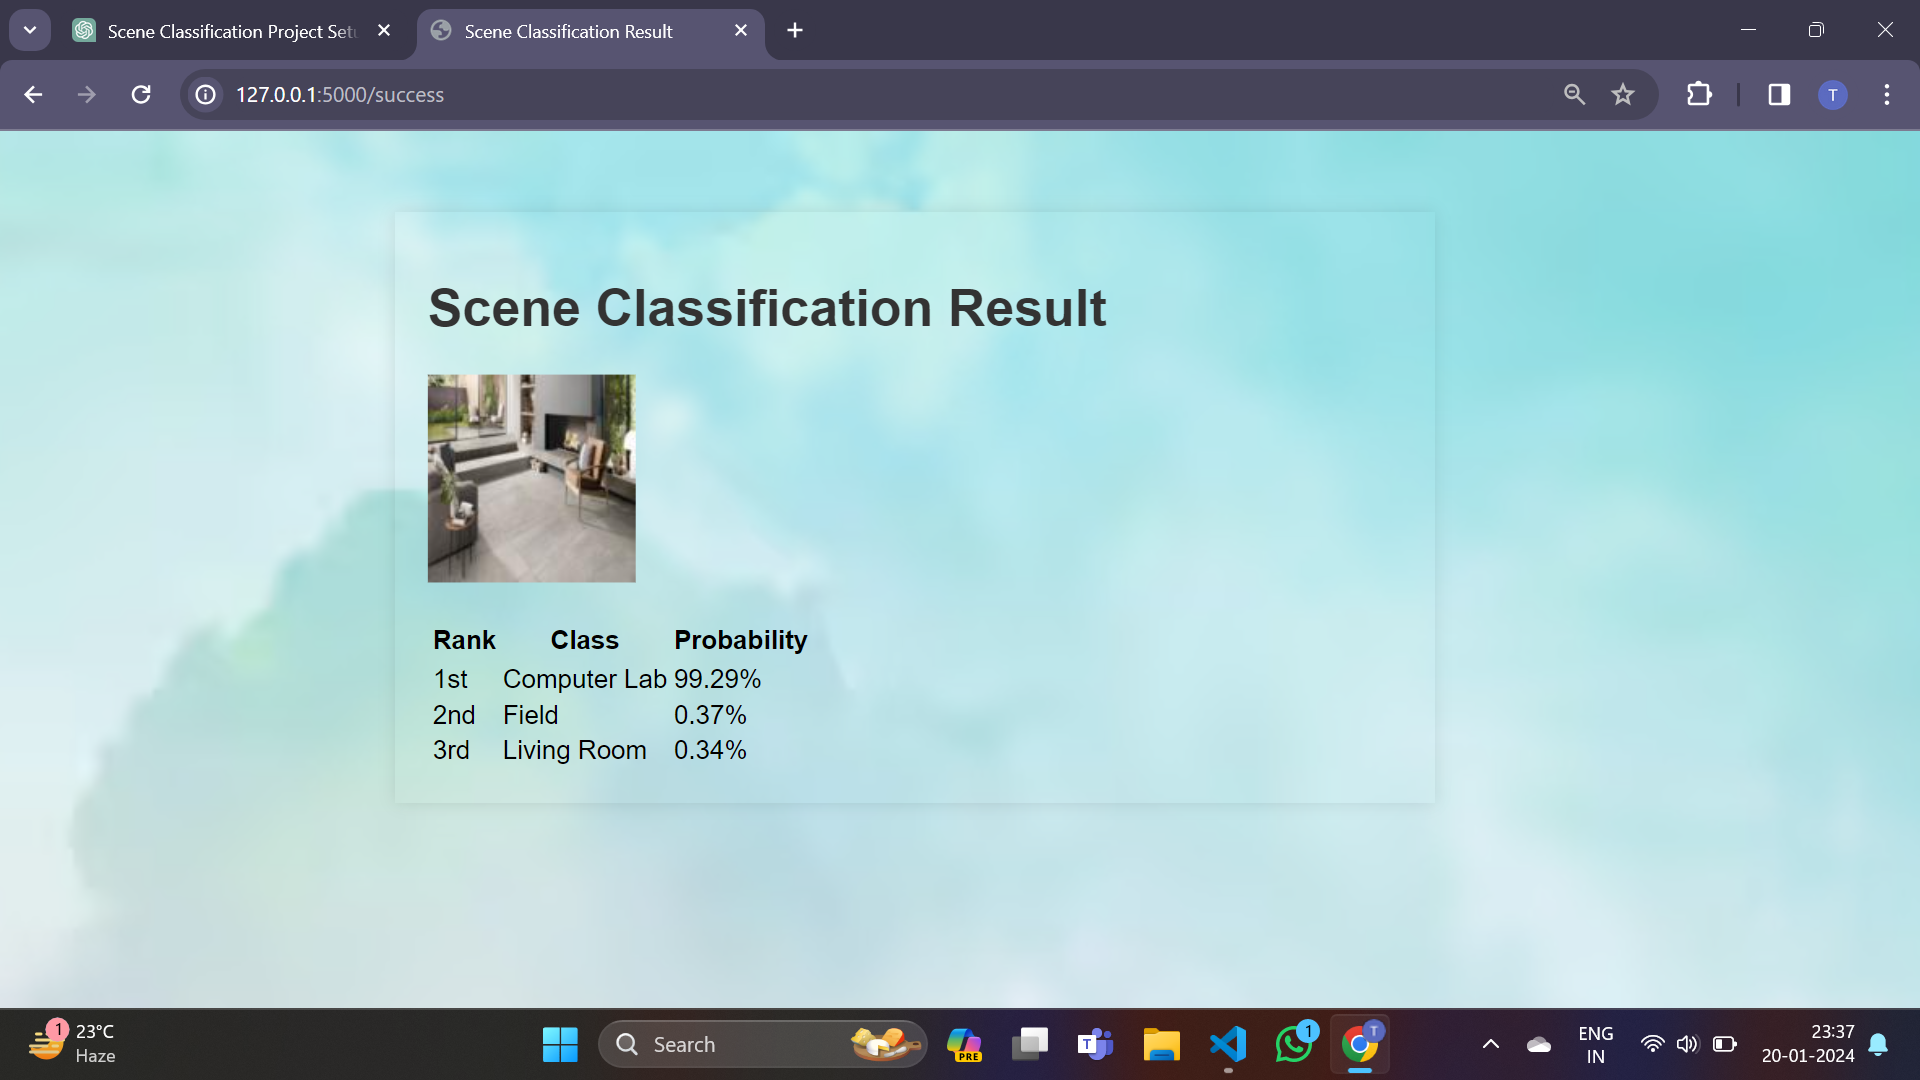 Scene Classification Project Setu
Scene Classification Result
127.0.0.1:5000/success
T
Scene Classification Result
Rank Class Probability
1st Computer Lab 99.29%
2nd Field 0.37%
3rd Living Room 0.34%
1
23°C
Haze
Search
PRE
T
1
T
ENG
IN
23:37
20-01-2024